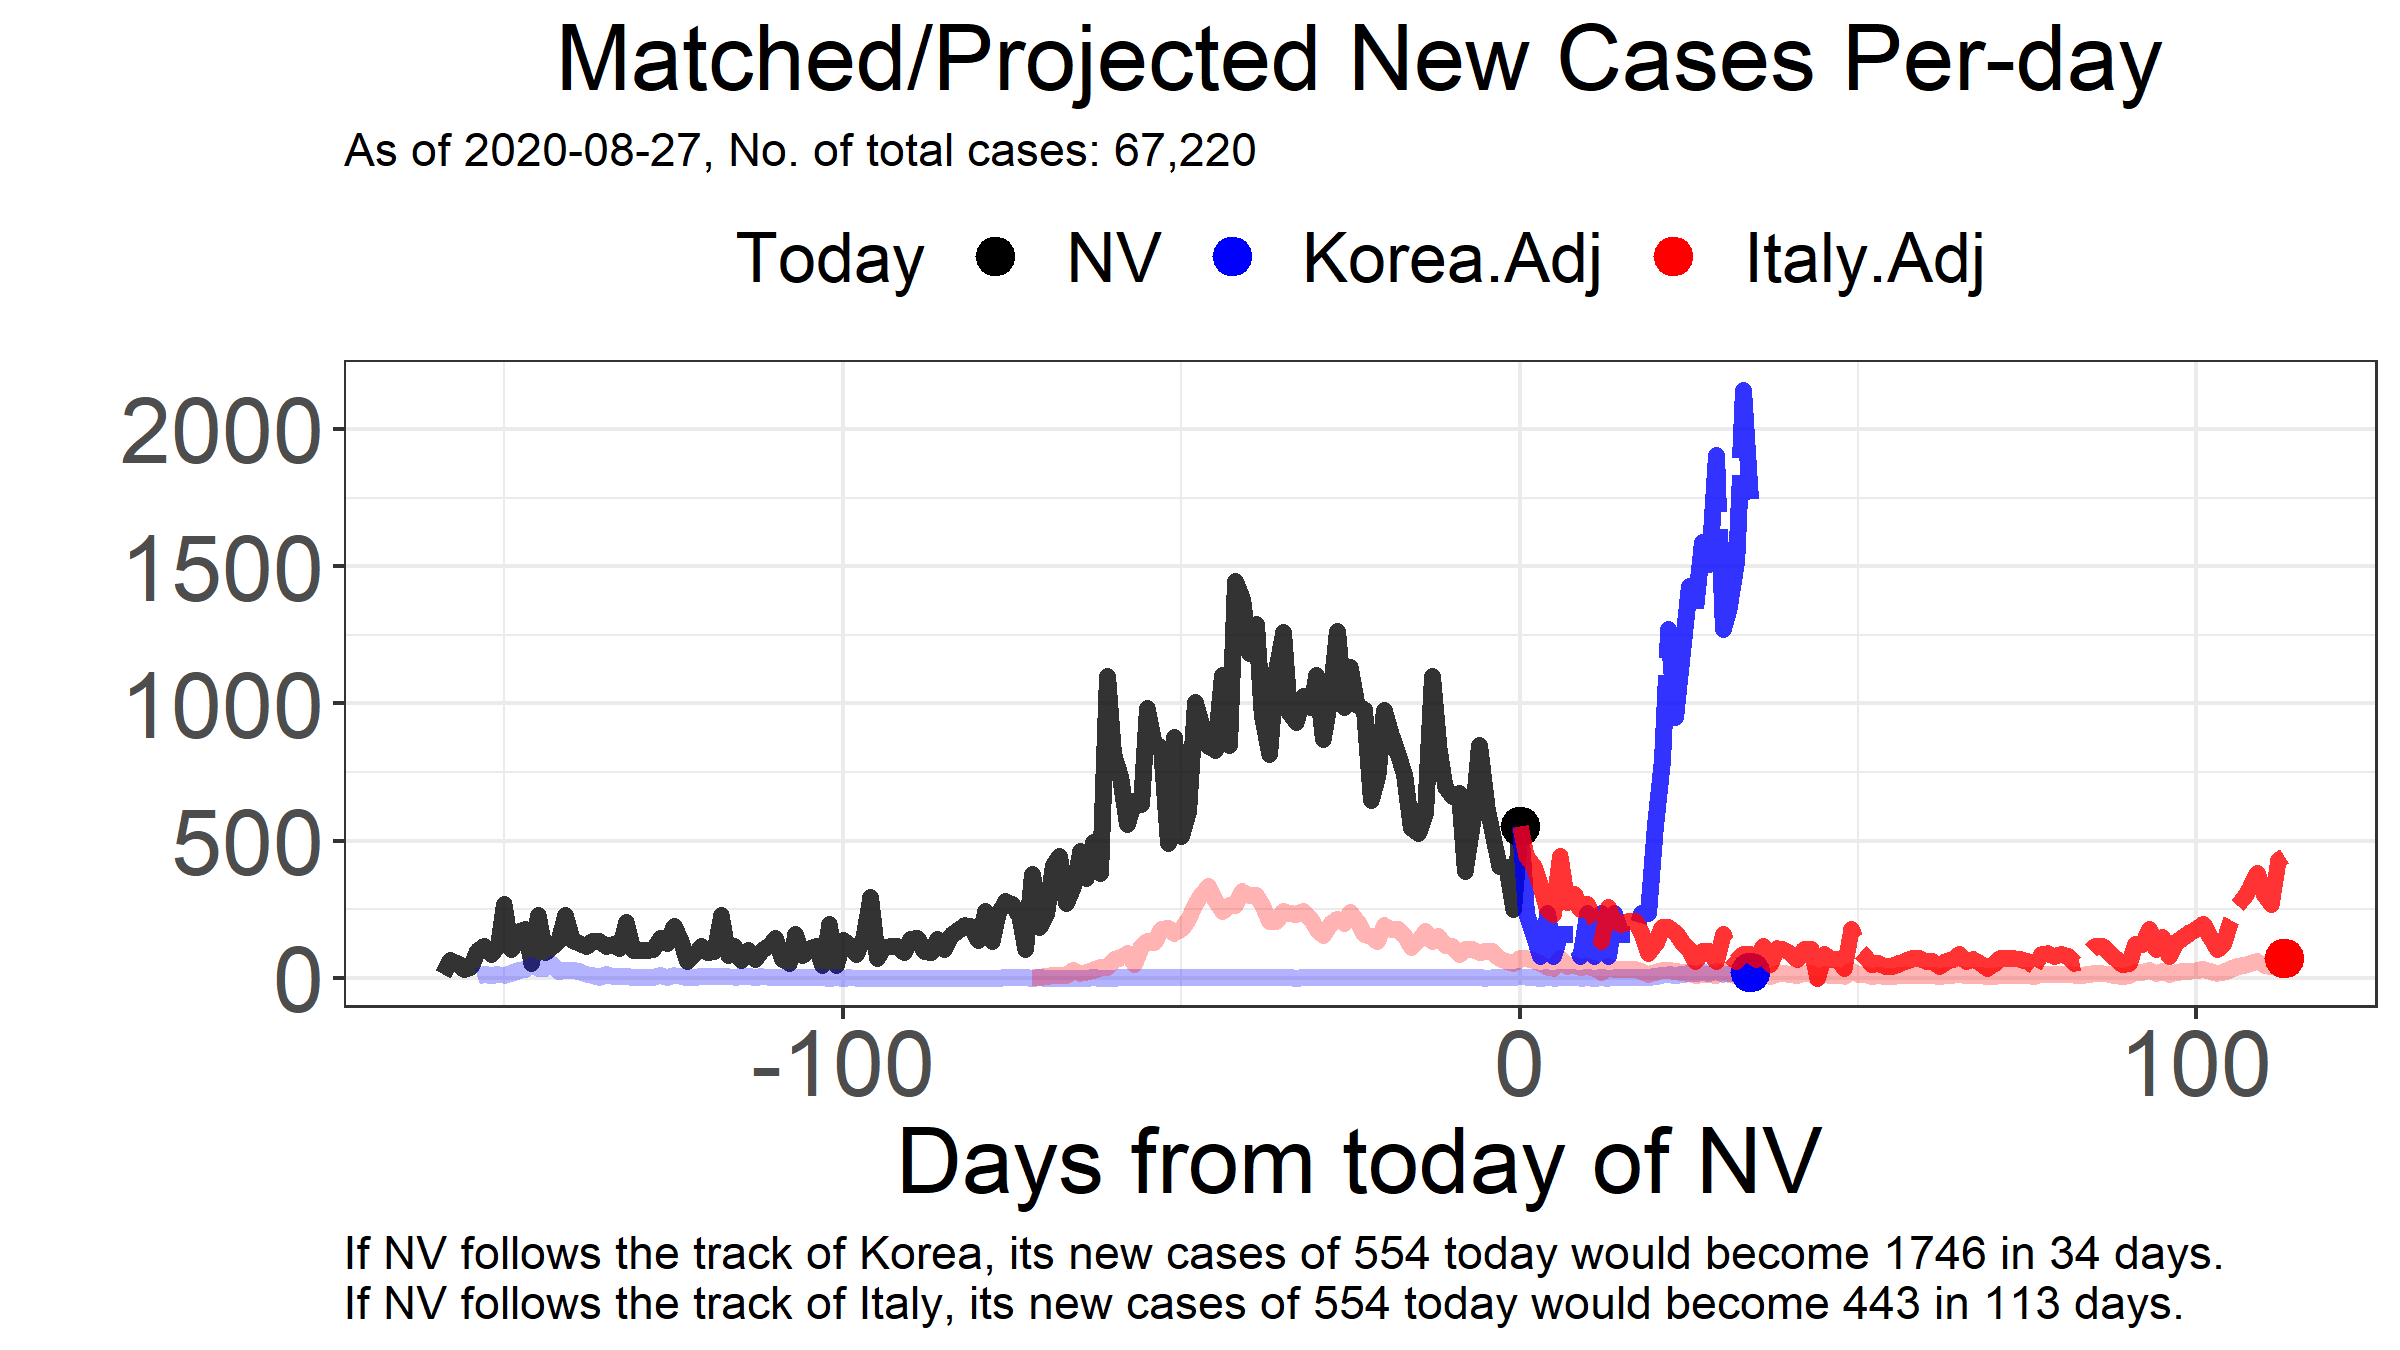 Matched/Projected New Cases Per-day
As of 2020-08-27, No. of total cases: 67,220
Today NV Korea.Adj Italy.Adj
2000
1500
1000
500
0
-100 0 100
Days from today of NV
If NV follows the track of Korea, its new cases of 554 today would become 1746 in 34 days.
If NV follows the track of Italy, its new cases of 554 today would become 443 in 113 days.